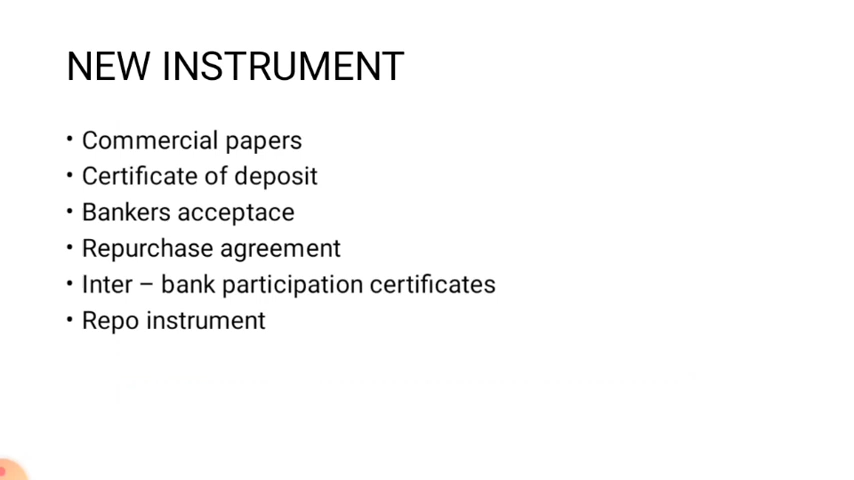 NEW INSTRUMENT
• Commercial papers
• Certificate of deposit
• Bankers acceptace
• Repurchase agreement
• Inter – bank participation certificates
• Repo instrument